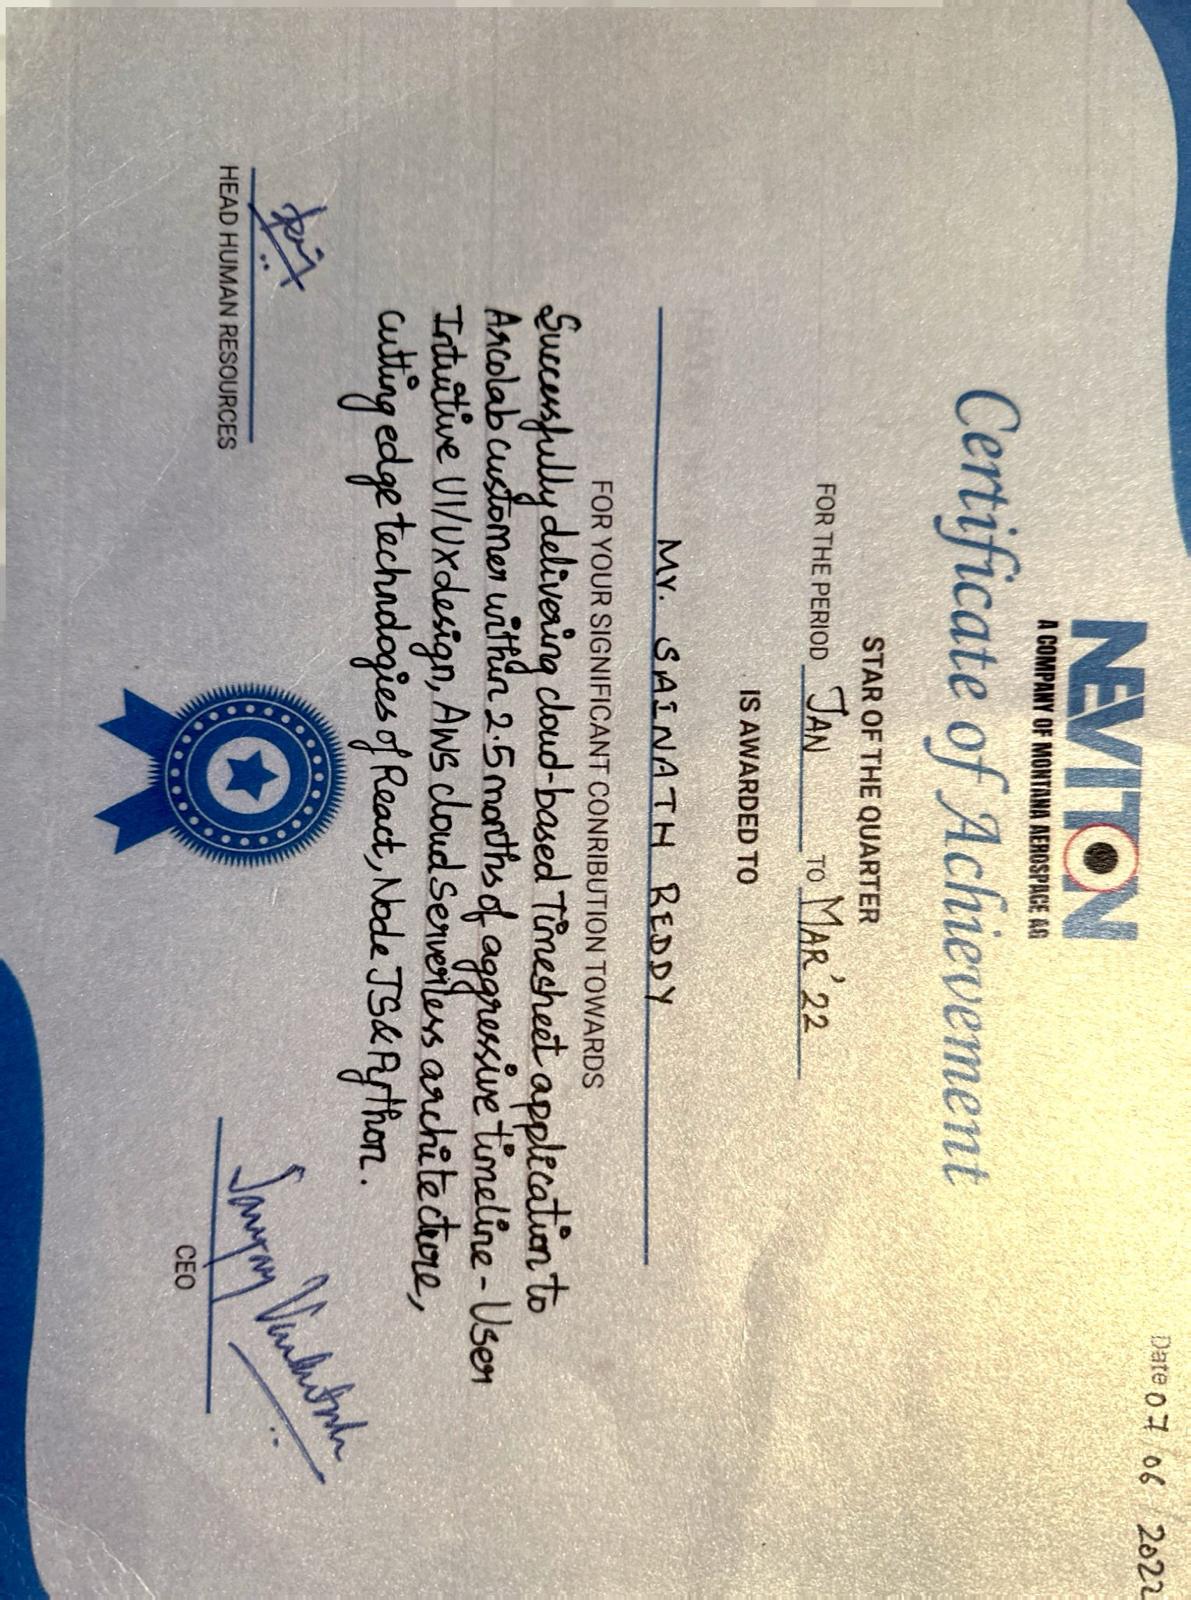 Date 07 06 2022
NEVITON
A COMPANY OF MONTANA AEROSPACE AG
Certificate of Achievement
STAR OF THE QUARTER
FOR THE PERIOD JAN TO MAR '22
IS AWARDED TO
Mr. SAINATH REDDY
FOR YOUR SIGNIFICANT CONRIBUTION TOWARDS
Successfully delivering cloud-based Timesheet application to
Arcolab customer within 2.5 months of aggressive timeline - User
Intuitive UI/UX design, AWS cloud Serverless architecture,
cutting edge technologies of React, Node JS & Python.
HEAD HUMAN RESOURCES
CEO